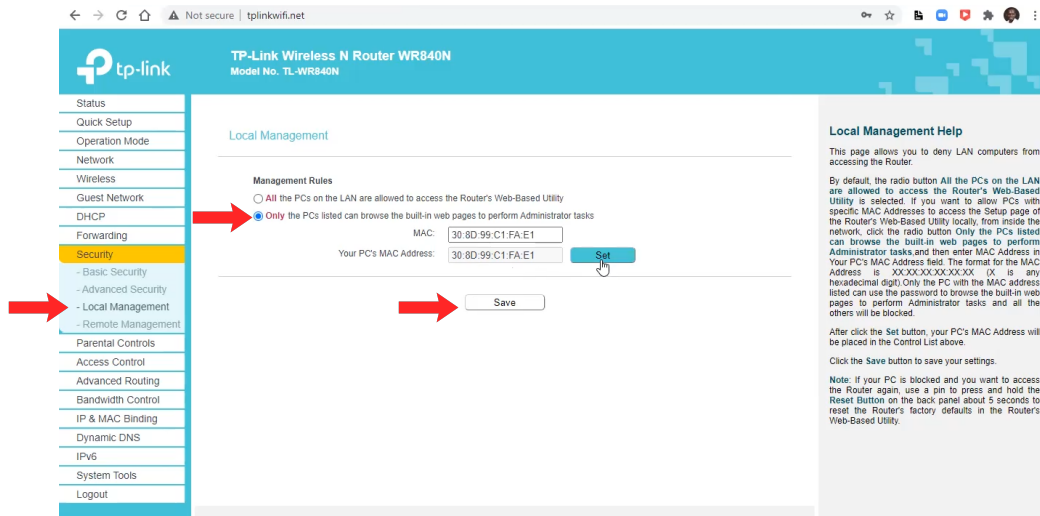 Not secure | tplinkwifi.net
tp-link
TP-Link Wireless N Router WR840N
Model No. TL-WR840N
Status
Quick Setup
Operation Mode
Network
Wireless
Guest Network
DHCP
Forwarding
Security
- Basic Security
- Advanced Security
- Local Management
- Remote Management
Parental Controls
Access Control
Advanced Routing
Bandwidth Control
IP & MAC Binding
Dynamic DNS
IPv6
System Tools
Logout
Local Management
Management Rules
All the PCs on the LAN are allowed to access the Router's Web-Based Utility
Only the PCs listed can browse the built-in web pages to perform Administrator tasks
MAC: 30:8D:99:C1:FA:E1
Your PC's MAC Address: 30:8D:99:C1:FA:E1 Set
Save
Local Management Help
This page allows you to deny LAN computers from
accessing the Router.
By default, the radio button All the PCs on the LAN
are allowed to access the Router's Web-Based
Utility is selected. If you want to allow PCs with
specific MAC Addresses to access the Setup page of
the Router's Web-Based Utility locally, from inside the
network, click the radio button Only the PCs listed
can browse the built-in web pages to perform
Administrator tasks,and then enter MAC Address in
Your PC's MAC Address field. The format for the MAC
Address is XX:XX:XX:XX:XX:XX (X is any
hexadecimal digit).Only the PC with the MAC address
listed can use the password to browse the built-in web
pages to perform Administrator tasks and all the
others will be blocked.
After click the Set button, your PC's MAC Address will
be placed in the Control List above.
Click the Save button to save your settings.
Note: If your PC is blocked and you want to access
the Router again, use a pin to press and hold the
Reset Button on the back panel about 5 seconds to
reset the Router's factory defaults in the Router's
Web-Based Utility.